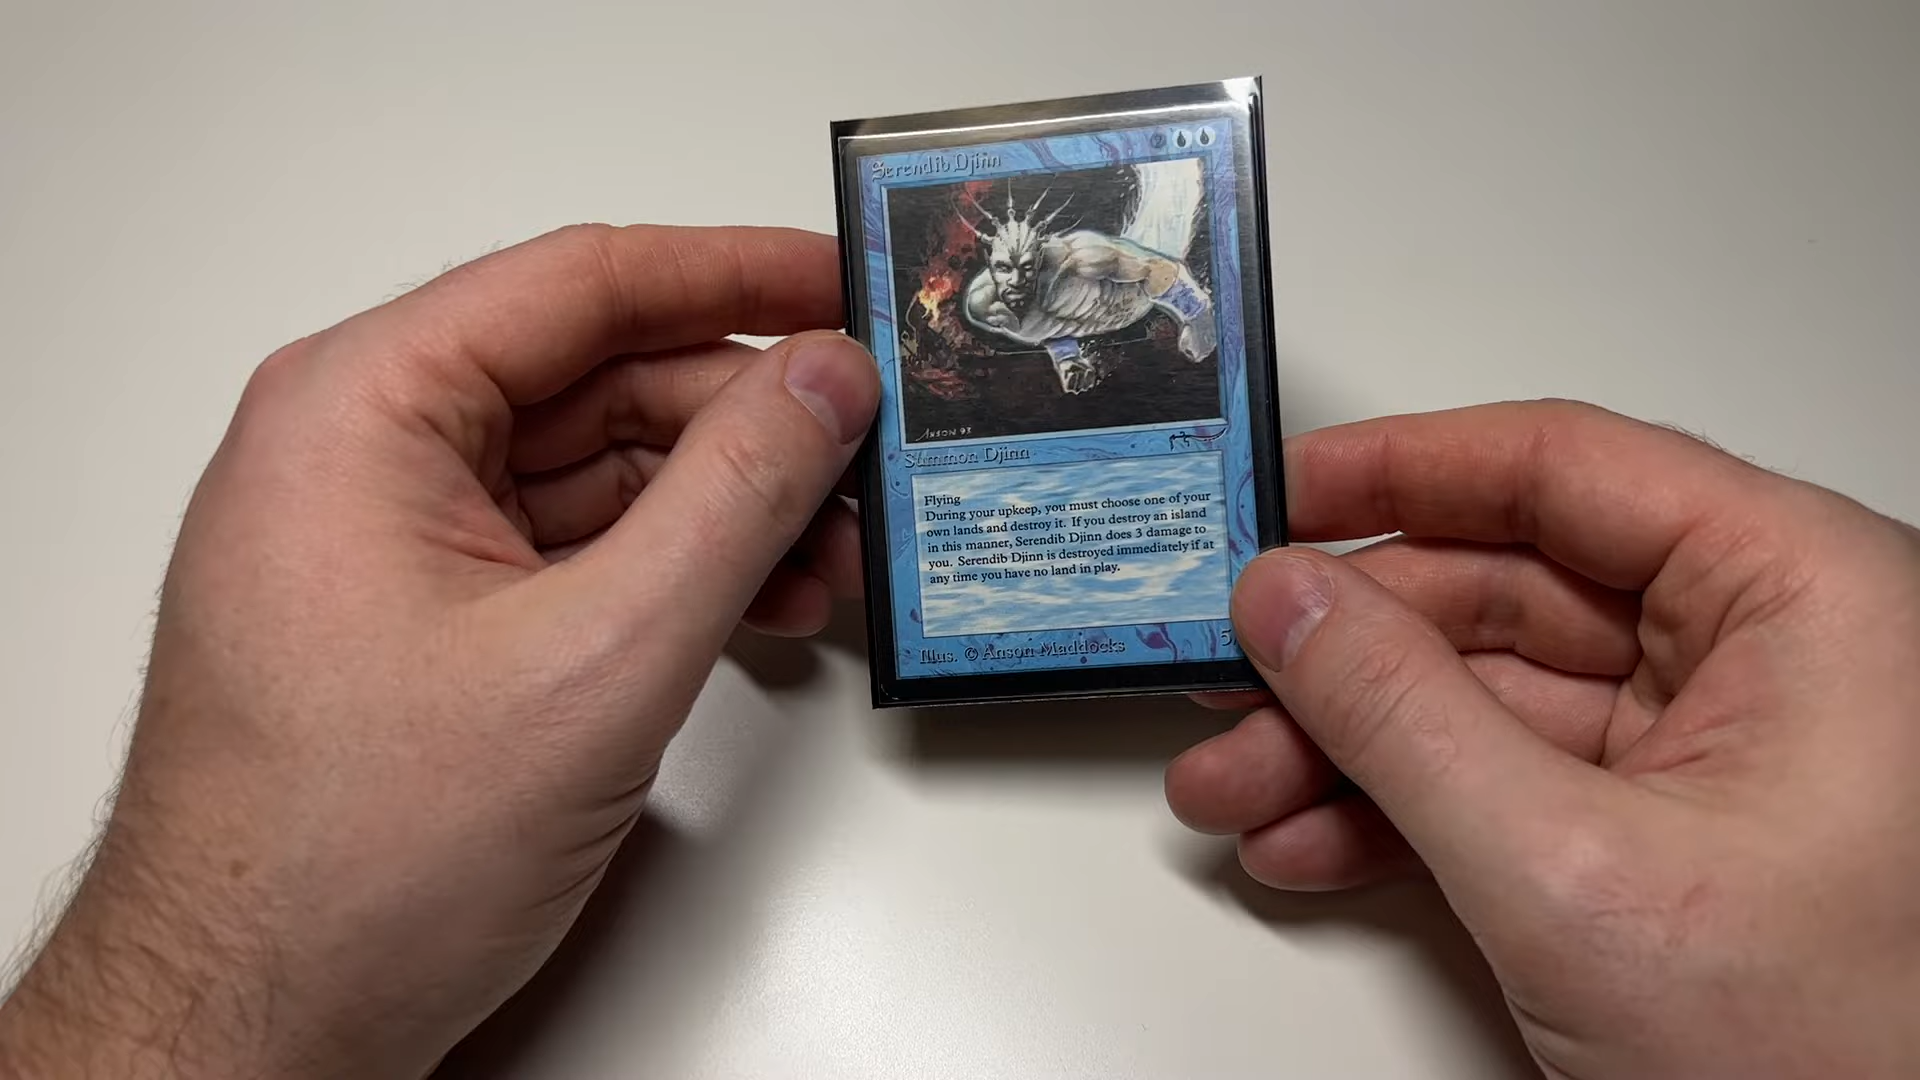 Serendib Djinn 2
ANSON 93
Summon Djinn
Flying
During your upkeep, you must choose one of your
own lands and destroy it. If you destroy an island
in this manner, Serendib Djinn does 3 damage to
you. Serendib Djinn is destroyed immediately if at
any time you have no land in play.
5/
Illus. © Anson Maddocks